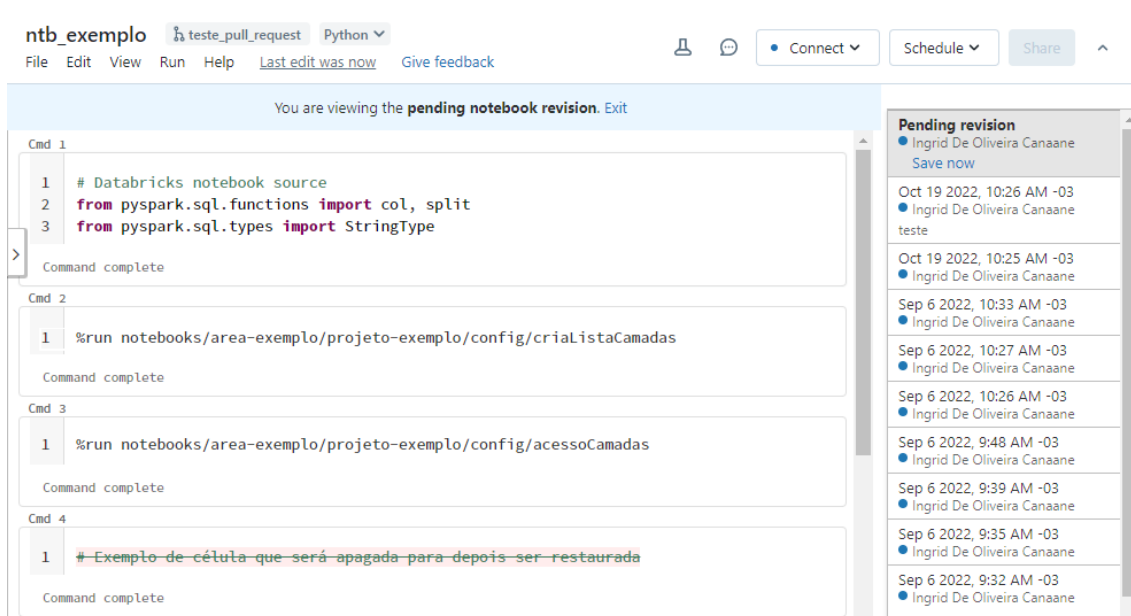 ntb_exemplo teste_pull_request Python
File Edit View Run Help Last edit was now Give feedback
Connect Schedule Share
You are viewing the pending notebook revision. Exit
Cmd 1
1 # Databricks notebook source
2 from pyspark.sql.functions import col, split
3 from pyspark.sql.types import StringType
Command complete
Cmd 2
1 %run notebooks/area-exemplo/projeto-exemplo/config/criaListaCamadas
Command complete
Cmd 3
1 %run notebooks/area-exemplo/projeto-exemplo/config/acessoCamadas
Command complete
Cmd 4
1 # Exemplo de célula que será apagada para depois ser restaurada
Command complete
Pending revision
Ingrid De Oliveira Canaane
Save now
Oct 19 2022, 10:26 AM -03
Ingrid De Oliveira Canaane
teste
Oct 19 2022, 10:25 AM -03
Ingrid De Oliveira Canaane
Sep 6 2022, 10:33 AM -03
Ingrid De Oliveira Canaane
Sep 6 2022, 10:27 AM -03
Ingrid De Oliveira Canaane
Sep 6 2022, 10:26 AM -03
Ingrid De Oliveira Canaane
Sep 6 2022, 9:48 AM -03
Ingrid De Oliveira Canaane
Sep 6 2022, 9:39 AM -03
Ingrid De Oliveira Canaane
Sep 6 2022, 9:35 AM -03
Ingrid De Oliveira Canaane
Sep 6 2022, 9:32 AM -03
Ingrid De Oliveira Canaane